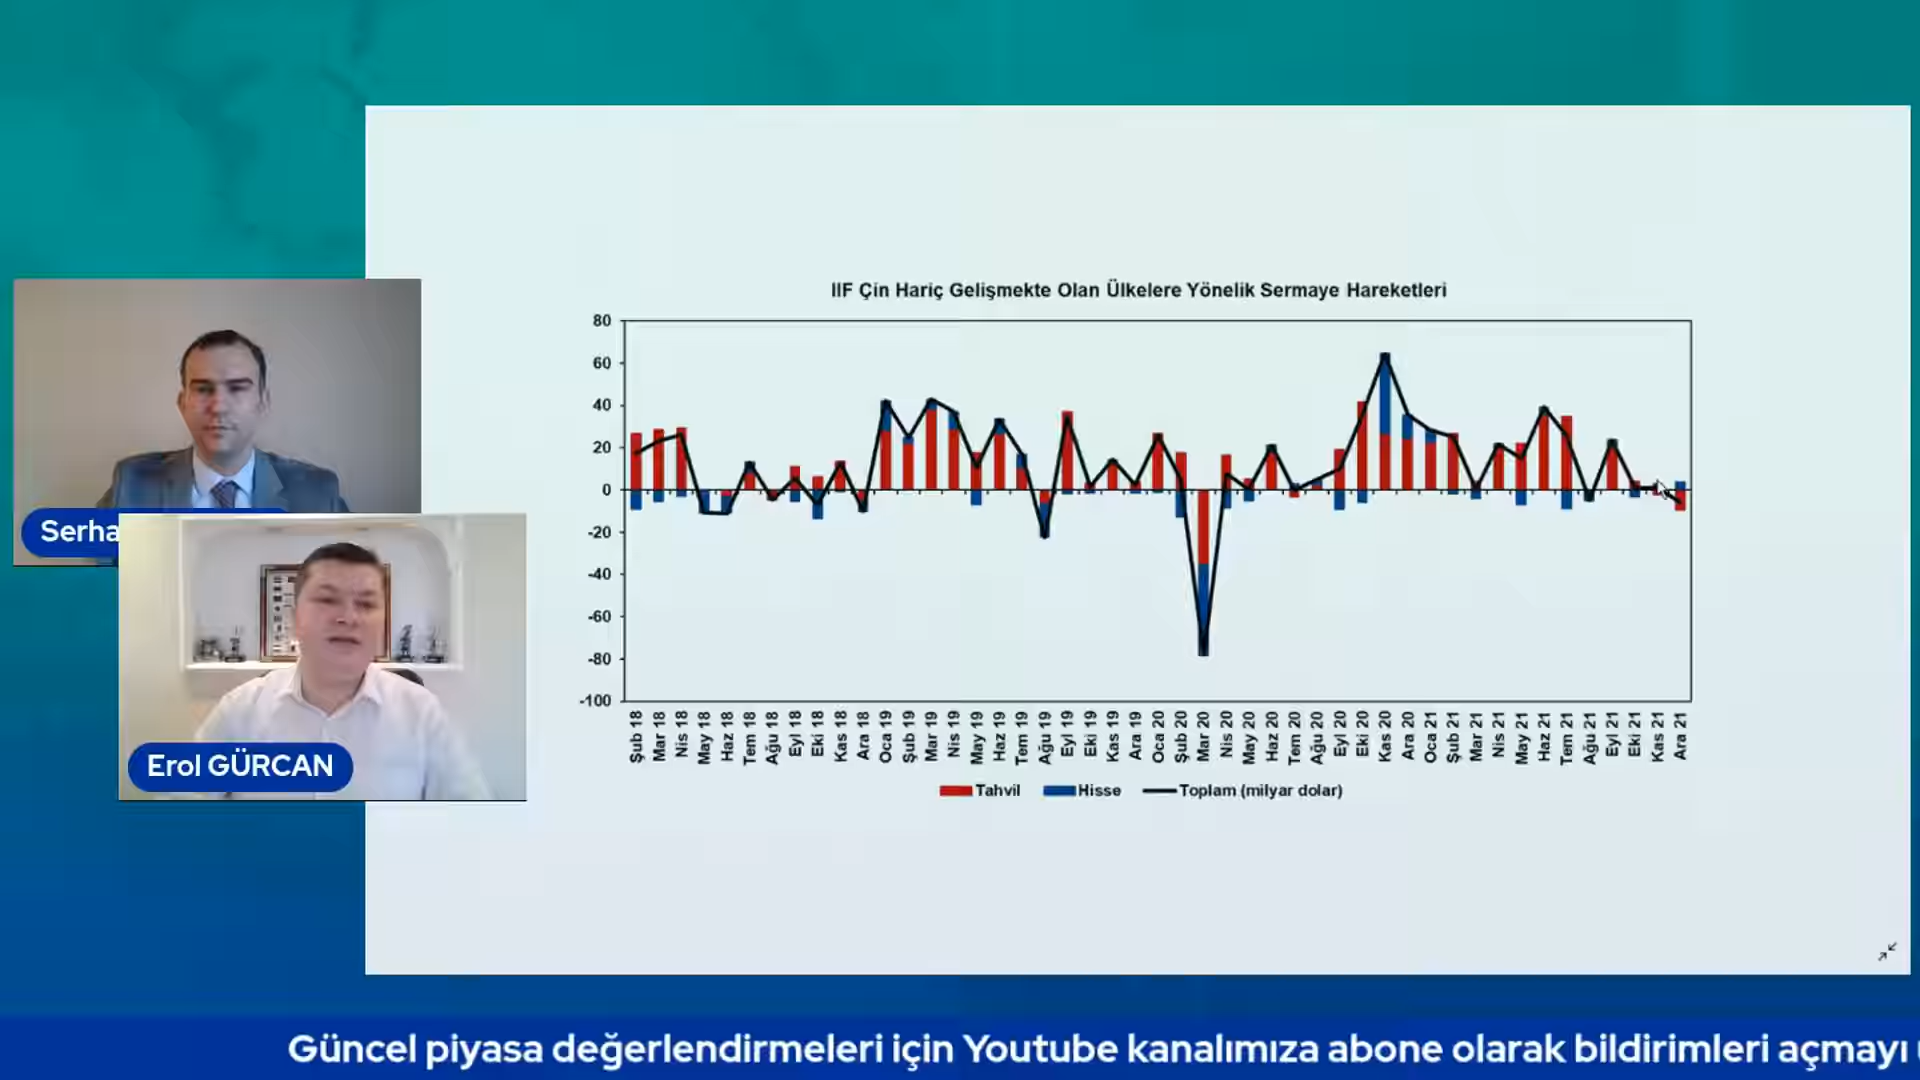 IIF Çin Hariç Gelişmekte Olan Ülkelere Yönelik Sermaye Hareketleri
80
60
40
20
0
-20
-40
-60
-80
-100
Şub 18 Mar 18 Nis 18 May 18 Haz 18 Tem 18 Ağu 18 Eyl 18 Eki 18 Kas 18 Ara 18 Oca 19 Şub 19 Mar 19 Nis 19 May 19 Haz 19 Tem 19 Ağu 19 Eyl 19 Eki 19 Kas 19 Ara 19 Oca 20 Şub 20 Mar 20 Nis 20 May 20 Haz 20 Tem 20 Ağu 20 Eyl 20 Eki 20 Kas 20 Ara 20 Oca 21 Şub 21 Mar 21 Nis 21 May 21 Haz 21 Tem 21 Ağu 21 Eyl 21 Eki 21 Kas 21 Ara 21
Tahvil Hisse Toplam (milyar dolar)
Serha
Erol GÜRCAN
Güncel piyasa değerlendirmeleri için Youtube kanalımıza abone olarak bildirimleri açmayı